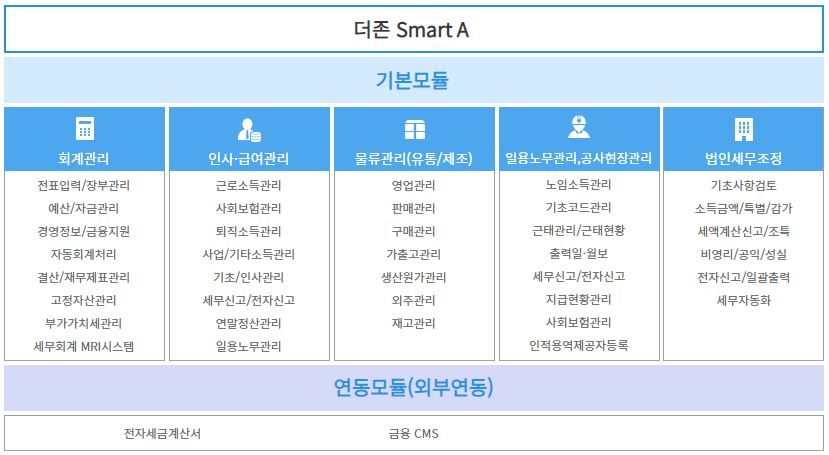 더존 Smart A
기본모듈
회계관리
전표입력/장부관리
예산/자금관리
경영정보/금융지원
자동회계처리
결산/재무제표관리
고정자산관리
부가가치세관리
세무회계 MRI시스템
인사·급여관리
근로소득관리
사회보험관리
퇴직소득관리
사업/기타소득관리
기초/인사관리
세무신고/전자신고
연말정산관리
일용노무관리
물류관리(유통/제조)
영업관리
판매관리
구매관리
가출고관리
생산원가관리
외주관리
재고관리
일용노무관리,공사현장관리
노임소득관리
기초코드관리
근태관리/근태현황
출력일·월보
세무신고/전자신고
지급현황관리
사회보험관리
인적용역제공자등록
법인세무조정
기초사항검토
소득금액/특별/감가
세액계산신고/조특
비영리/공익/성실
전자신고/일괄출력
세무자동화
연동모듈(외부연동)
전자세금계산서
금융 CMS